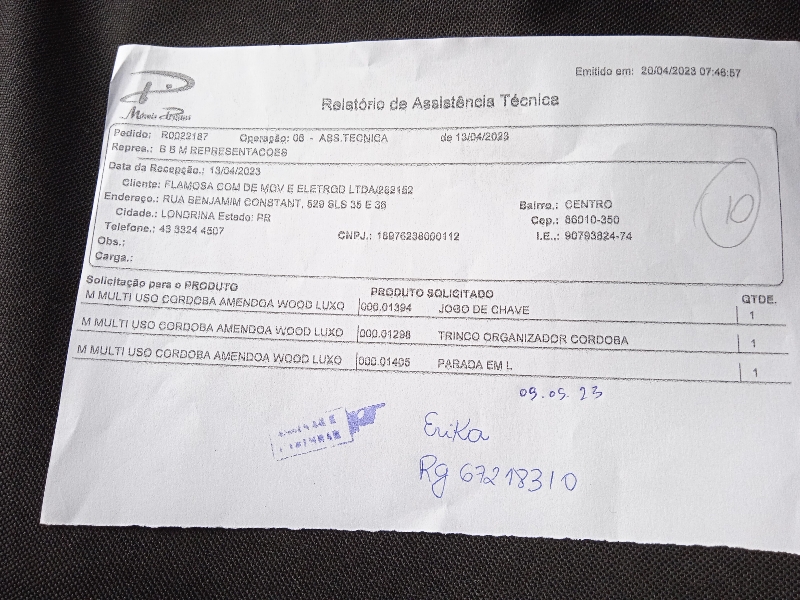 Emitido em: 20/04/2023 07:46:57
Relatório de Assistência Técnica
Móveis
Pedido: R0022187 Operação: 06 - ASS.TECNICA de 13/04/2023
Repres.: B B M REPRESENTACOES
Data da Recepção.: 13/04/2023
Cliente: FLAMOSA COM DE MOV E ELETROD LTDA/262152
Endereço.: RUA BENJAMIM CONSTANT, 529 SLS 35 E 36 Bairro.: CENTRO
Cidade.: LONDRINA Estado: PR Cep.: 86010-350
Telefone.: 43 3324 4507 CNPJ.: 18976238000112 I.E.: 90793824-74
Obs.:
Carga.:
10
Solicitação para o PRODUTO PRODUTO SOLICITADO QTDE.
M MULTI USO CORDOBA AMENDOA WOOD LUXO 000.01394 JOGO DE CHAVE 1
M MULTI USO CORDOBA AMENDOA WOOD LUXO 000.01298 TRINCO ORGANIZADOR CORDOBA 1
M MULTI USO CORDOBA AMENDOA WOOD LUXO 000.01495 PARADA EM L 1
09.05.23
Erika
Rg 67218310